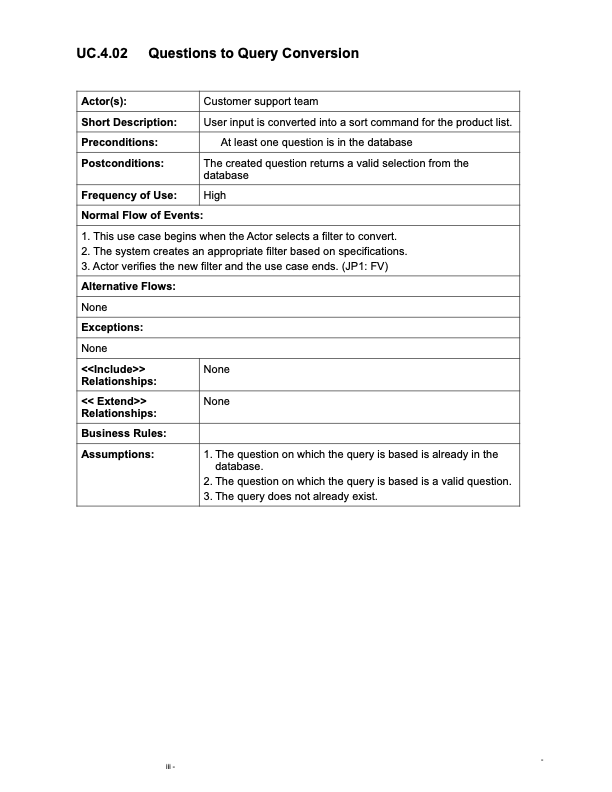 UC.4.02 Questions to Query Conversion
Actor(s): Customer support team
Short Description: User input is converted into a sort command for the product list.
Preconditions: At least one question is in the database
Postconditions: The created question returns a valid selection from the
database
Frequency of Use: High
Normal Flow of Events:
1. This use case begins when the Actor selects a filter to convert.
2. The system creates an appropriate filter based on specifications.
3. Actor verifies the new filter and the use case ends. (JP1: FV)
Alternative Flows:
None
Exceptions:
None
<<Include>> None
Relationships:
<< Extend>> None
Relationships:
Business Rules:
Assumptions: 1. The question on which the query is based is already in the
database.
2. The question on which the query is based is a valid question.
3. The query does not already exist.
-
iii -